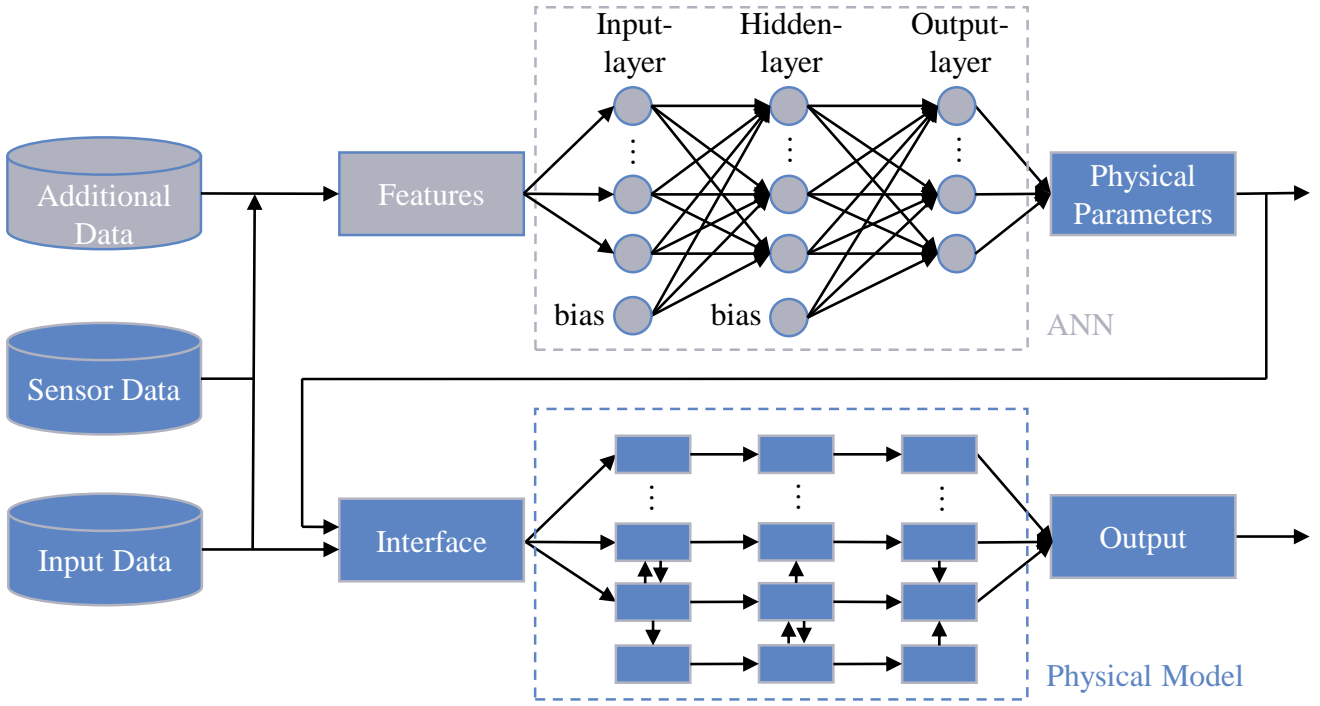 Input-
layer
Hidden-
layer
Output-
layer
Additional
Data
Features
Physical
Parameters
bias
bias
ANN
Sensor Data
Input Data
Interface
Output
Physical Model